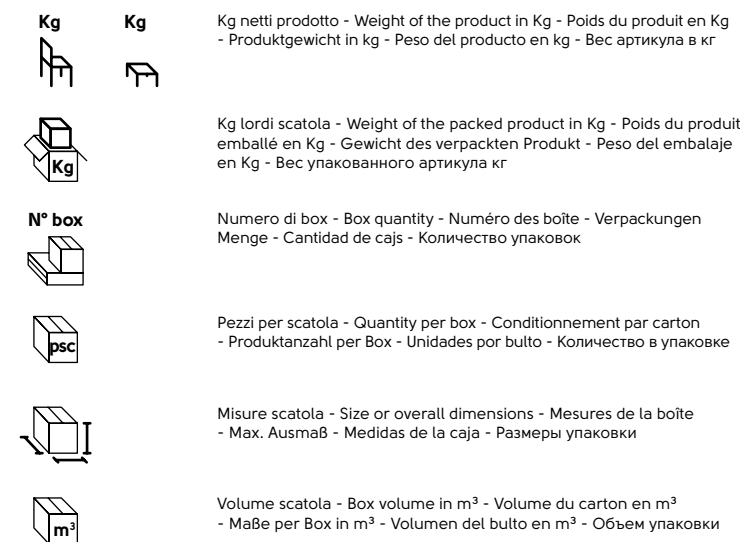 Kg Kg
Kg netti prodotto - Weight of the product in Kg - Poids du produit en Kg
- Produktgewicht in kg - Peso del producto en kg - Вес артикула в кг
Kg
Kg lordi scatola - Weight of the packed product in Kg - Poids du produit
emballé en Kg - Gewicht des verpackten Produkt - Peso del embalaje
en Kg - Вес упакованного артикула кг
N° box
Numero di box - Box quantity - Numéro des boîte - Verpackungen
Menge - Cantidad de cajs - Количество упаковок
psc
Pezzi per scatola - Quantity per box - Conditionnement par carton
- Produktanzahl per Box - Unidades por bulto - Количество в упаковке
Misure scatola - Size or overall dimensions - Mesures de la boîte
- Max. Ausmaß - Medidas de la caja - Размеры упаковки
m³
Volume scatola - Box volume in m³ - Volume du carton en m³
- Maße per Box in m³ - Volumen del bulto en m³ - Объем упаковки